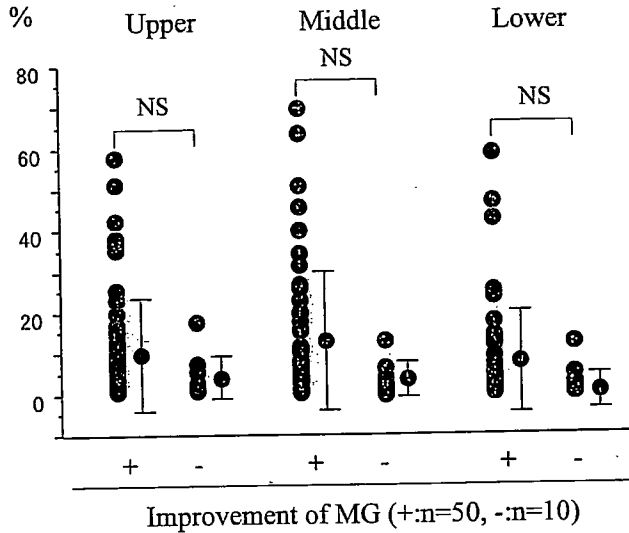 %
Upper Middle Lower
NS NS NS
80
60
40
20
0
+ - + - + -
Improvement of MG (+:n=50, -:n=10)